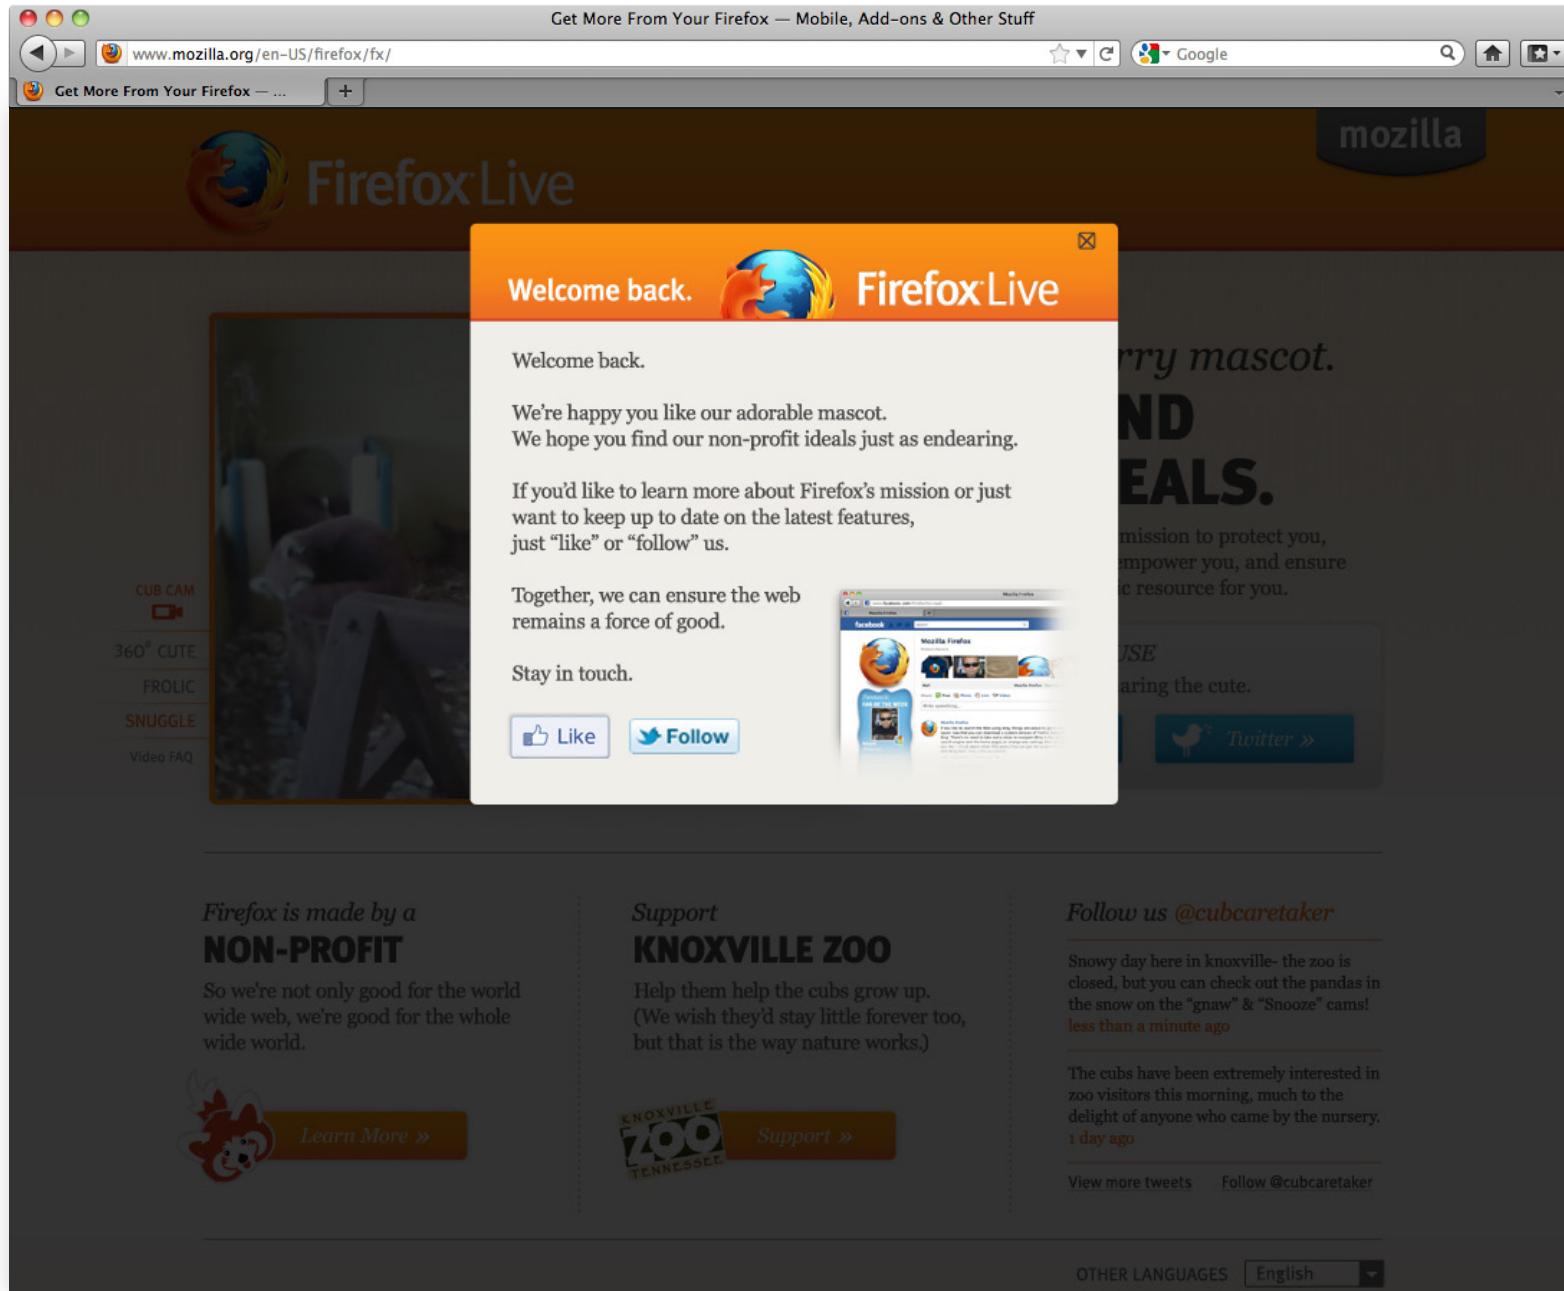 Get More From Your Firefox — Mobile, Add-ons & Other Stuff
www.mozilla.org/en-US/firefox/fx/
Google
Get More From Your Firefox — ...
+
mozilla
Firefox Live
Welcome back.
Firefox Live
Welcome back.
We're happy you like our adorable mascot.
We hope you find our non-profit ideals just as endearing.
If you'd like to learn more about Firefox's mission or just
want to keep up to date on the latest features,
just “like” or “follow” us.
Together, we can ensure the web
remains a force of good.
Stay in touch.
Like
Follow
facebook
Mozilla Firefox
mascot.
mission to protect you,
empower you, and ensure
resource for you.
the cute.
Twitter »
CUB CAM
360° CUTE
FROLIC
SNUGGLE
Video FAQ
Firefox is made by a
NON-PROFIT
So we're not only good for the world
wide web, we're good for the whole
wide world.
Learn More »
Support
KNOXVILLE ZOO
Help them help the cubs grow up.
(We wish they'd stay little forever too,
but that is the way nature works.)
KNOXVILLE
ZOO
TENNESSEE
Support »
Follow us @cubcaretaker
Snowy day here in knoxville- the zoo is
closed, but you can check out the pandas in
the snow on the “gnaw” & “Snooze” cams!
less than a minute ago
The cubs have been extremely interested in
zoo visitors this morning, much to the
delight of anyone who came by the nursery.
1 day ago
View more tweets Follow @cubcaretaker
OTHER LANGUAGES English